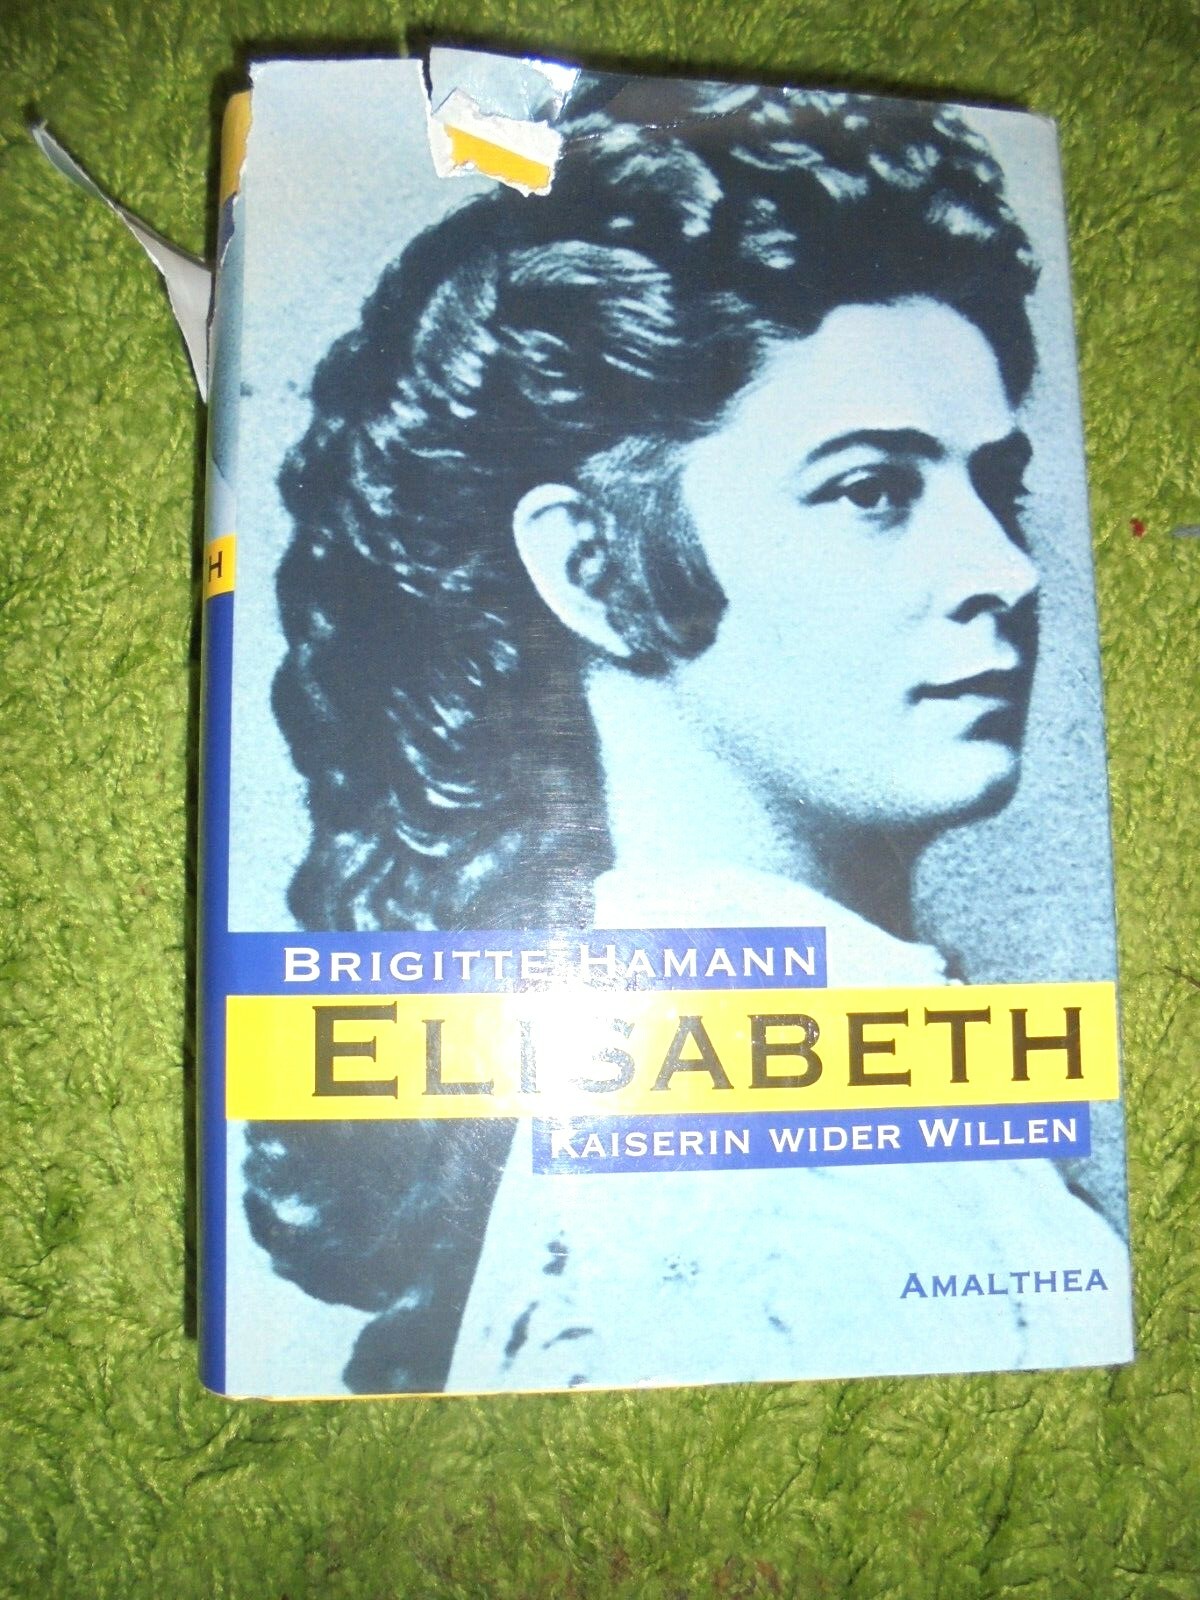 BRIGITTE HAMANN
ELISABETH
KAISERIN WIDER WILLEN
AMALTHEA
H